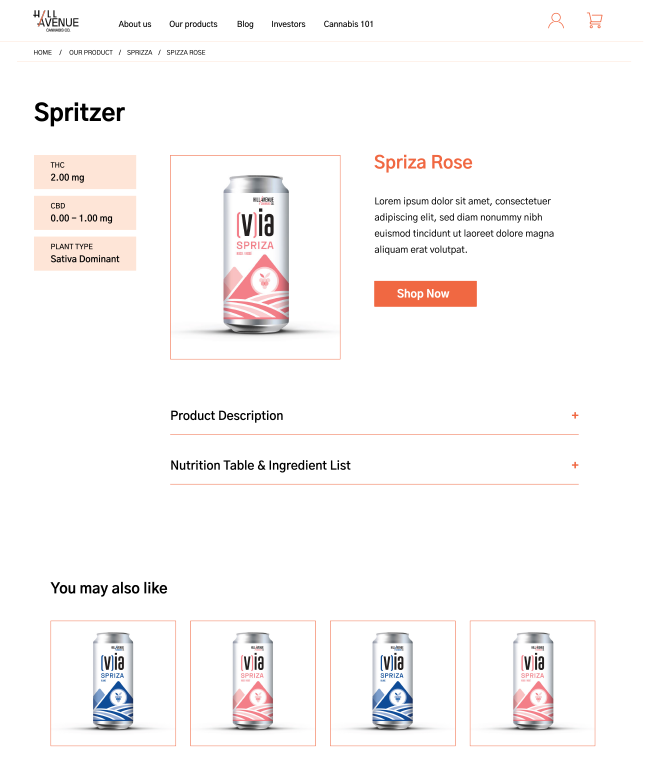 HILL
AVENUE
CANNABIS CO.
About us
Our products
Blog
Investors
Cannabis 101
HOME / OUR PRODUCT / SPRIZZA / SPIZZA ROSE
Spritzer
THC
2.00 mg
CBD
0.00 – 1.00 mg
PLANT TYPE
Sativa Dominant
HILL AVENUE
(v)ia
SPRIZA
Spriza Rose
Lorem ipsum dolor sit amet, consectetuer
adipiscing elit, sed diam nonummy nibh
euismod tincidunt ut laoreet dolore magna
aliquam erat volutpat.
Shop Now
Product Description +
Nutrition Table & Ingredient List +
You may also like
(v)ia
SPRIZA
(v)ia
SPRIZA
(v)ia
SPRIZA
(v)ia
SPRIZA